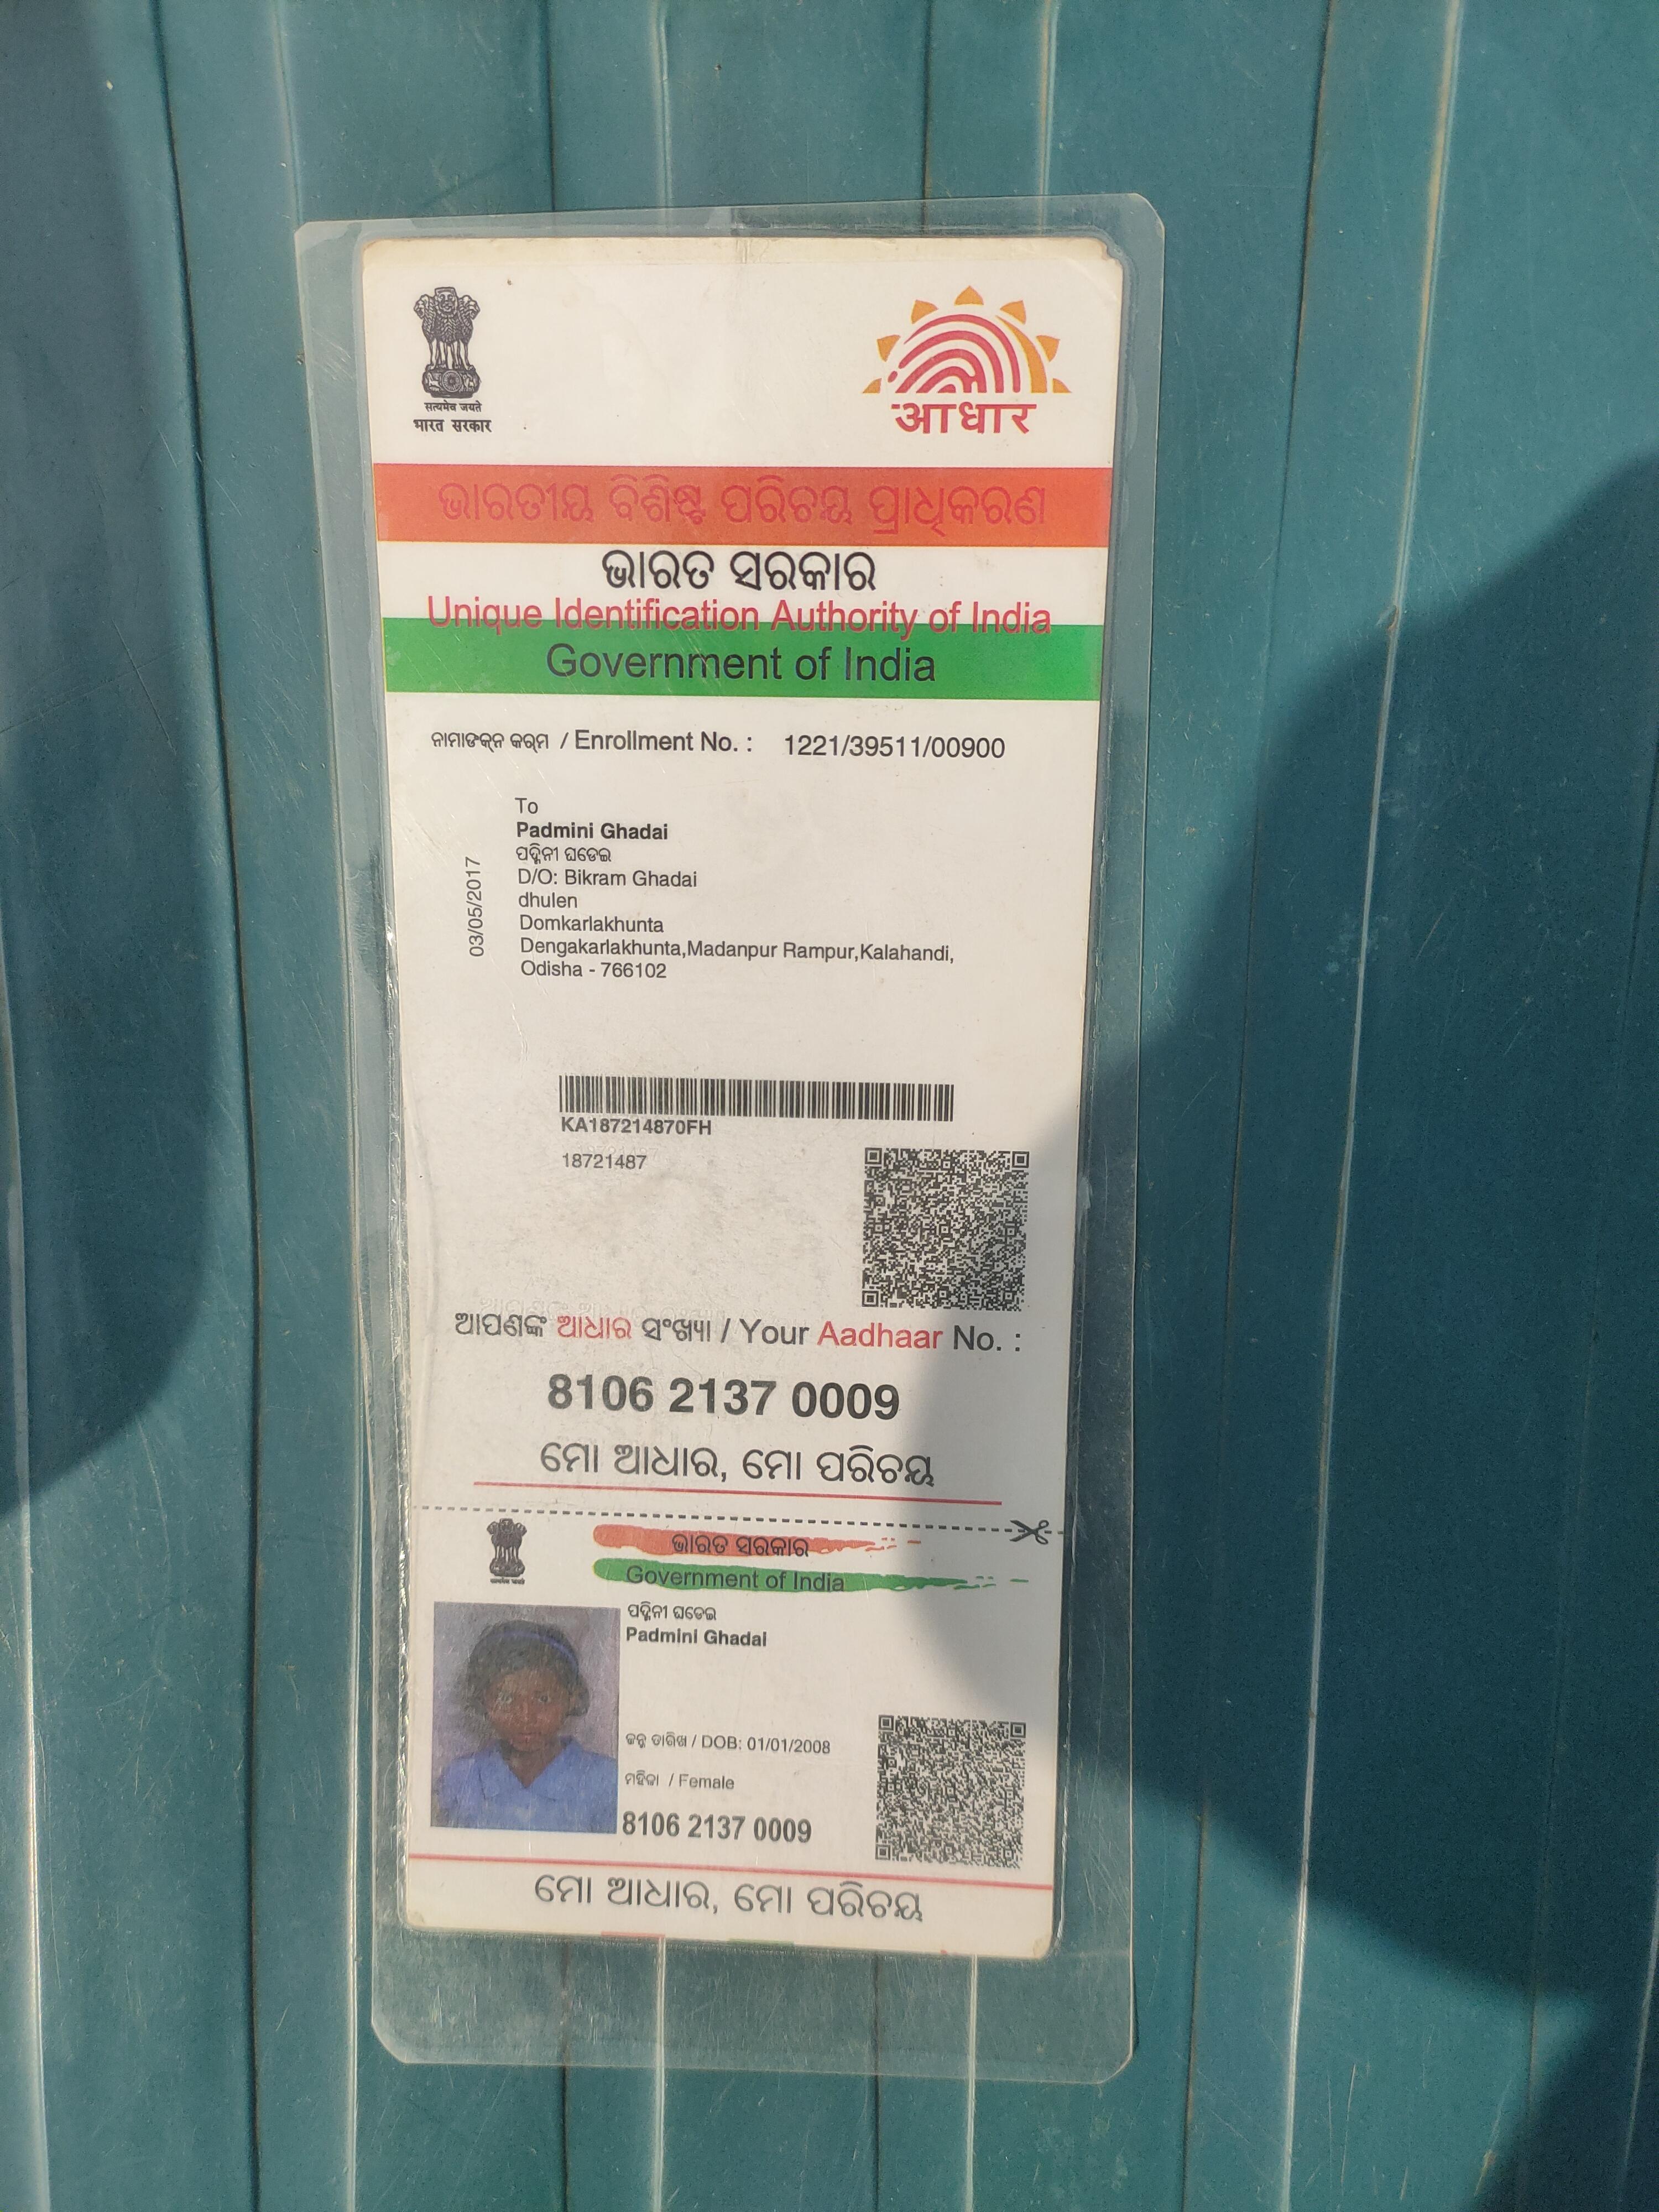 सत्यमेव जयते
भारत सरकार
आधार
ଭାରତୀୟ ବିଶିଷ୍ଟ ପରିଚୟ ପ୍ରାଧିକରଣ
ଭାରତ ସରକାର
Unique Identification Authority of India
Government of India
ନାମାଙ୍କନ କ୍ରମ / Enrollment No. : 1221/39511/00900
03/05/2017
To
Padmini Ghadai
ପଦ୍ମିନୀ ଘଡେଇ
D/O: Bikram Ghadai
dhulen
Domkarlakhunta
Dengakarlakhunta,Madanpur Rampur,Kalahandi,
Odisha - 766102
KA187214870FH
18721487
ଆପଣଙ୍କ ଆଧାର ସଂଖ୍ୟା / Your Aadhaar No. :
8106 2137 0009
ମୋ ଆଧାର, ମୋ ପରିଚୟ
ଭାରତ ସରକାର
Government of India
ପଦ୍ମିନୀ ଘଡେଇ
Padmini Ghadai
ଜନ୍ମ ତାରିଖ / DOB: 01/01/2008
ମହିଳା / Female
8106 2137 0009
ମୋ ଆଧାର, ମୋ ପରିଚୟ